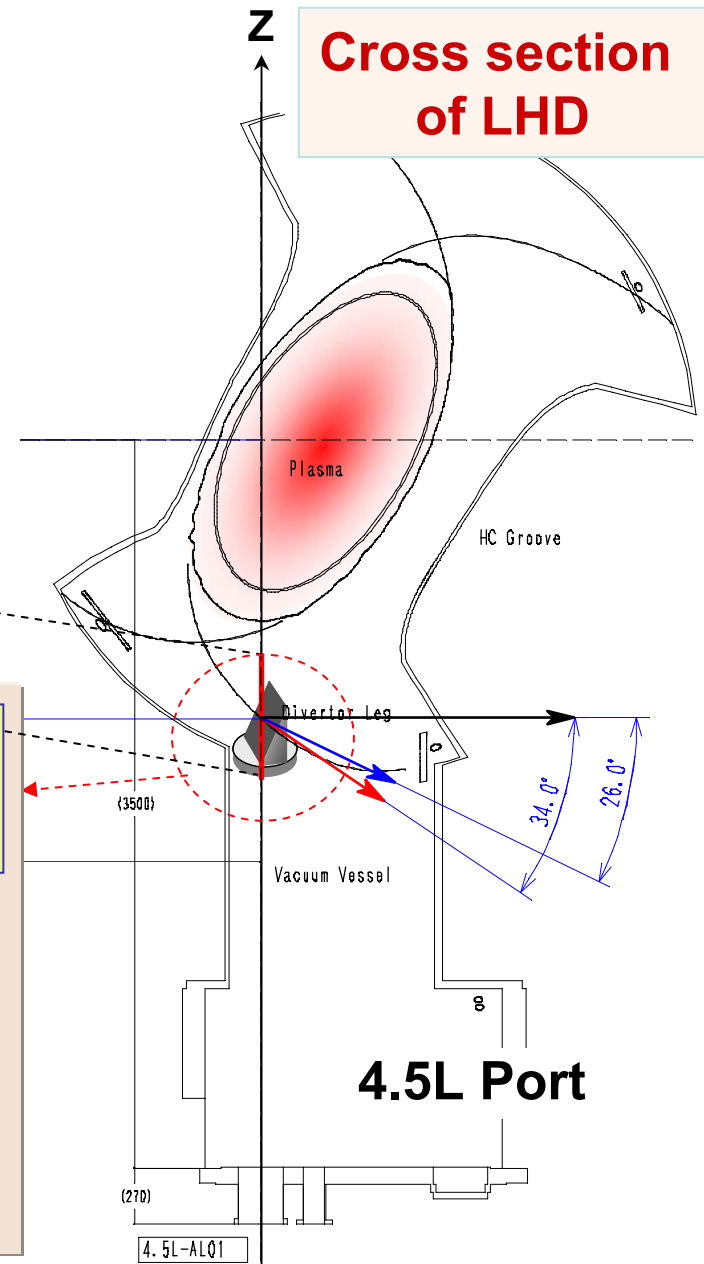 Z
Cross section
of LHD
Plasma
HC Groove
Divertor Leg
34.0°
26.0°
(3500)
Vacuum Vessel
4.5L Port
(270)
4.5L-AL01